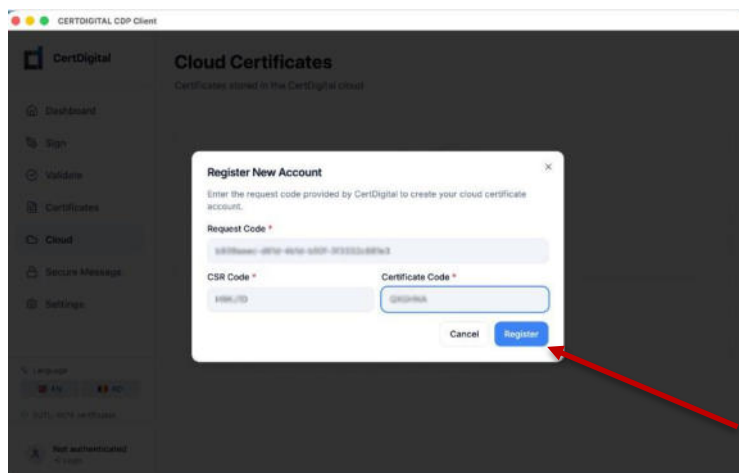 CERTDIGITAL CDP Client
CertDigital
Cloud Certificates
Certificates stored in the CertDigital cloud
Dashboard
Sign
Validate
Certificates
Cloud
Secure Message
Settings
Register New Account
Enter the request code provided by CertDigital to create your cloud certificate
account.
Request Code *
CSR Code * Certificate Code *
Cancel Register
Language
Not authenticated